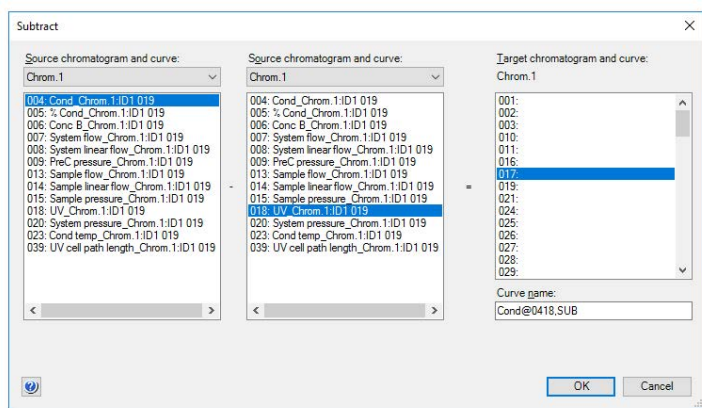 Subtract
Source chromatogram and curve:
Chrom.1
004: Cond_Chrom.1:ID1 019
005: % Cond_Chrom.1:ID1 019
006: Conc B_Chrom.1:ID1 019
007: System flow_Chrom.1:ID1 019
008: System linear flow_Chrom.1:ID1 019
009: PreC pressure_Chrom.1:ID1 019
013: Sample flow_Chrom.1:ID1 019
014: Sample linear flow_Chrom.1:ID1 019
015: Sample pressure_Chrom.1:ID1 019
018: UV_Chrom.1:ID1 019
020: System pressure_Chrom.1:ID1 019
023: Cond temp_Chrom.1:ID1 019
039: UV cell path length_Chrom.1:ID1 019
-
Source chromatogram and curve:
Chrom.1
004: Cond_Chrom.1:ID1 019
005: % Cond_Chrom.1:ID1 019
006: Conc B_Chrom.1:ID1 019
007: System flow_Chrom.1:ID1 019
008: System linear flow_Chrom.1:ID1 019
009: PreC pressure_Chrom.1:ID1 019
013: Sample flow_Chrom.1:ID1 019
014: Sample linear flow_Chrom.1:ID1 019
015: Sample pressure_Chrom.1:ID1 019
018: UV_Chrom.1:ID1 019
020: System pressure_Chrom.1:ID1 019
023: Cond temp_Chrom.1:ID1 019
039: UV cell path length_Chrom.1:ID1 019
=
Target chromatogram and curve:
Chrom.1
001:
002:
003:
010:
011:
016:
017:
019:
021:
024:
025:
026:
027:
028:
029:
Curve name:
Cond@0418,SUB
OK
Cancel